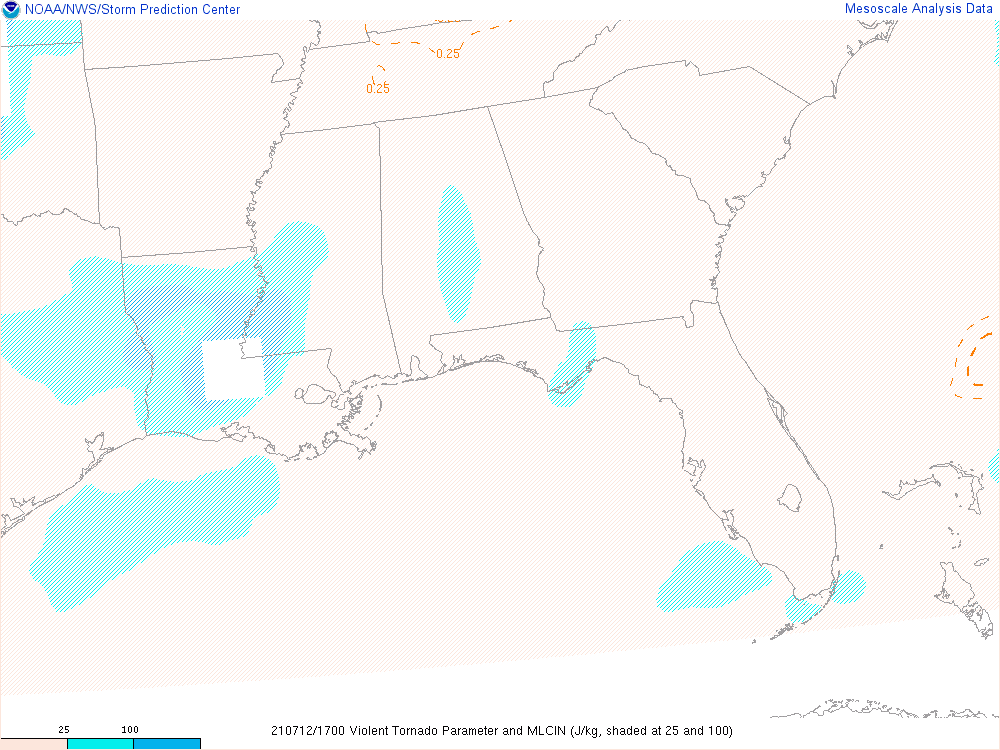 NOAA/NWS/Storm Prediction Center
Mesoscale Analysis Data
0.25
0.25
25 100
210712/1700 Violent Tornado Parameter and MLCIN (J/kg, shaded at 25 and 100)